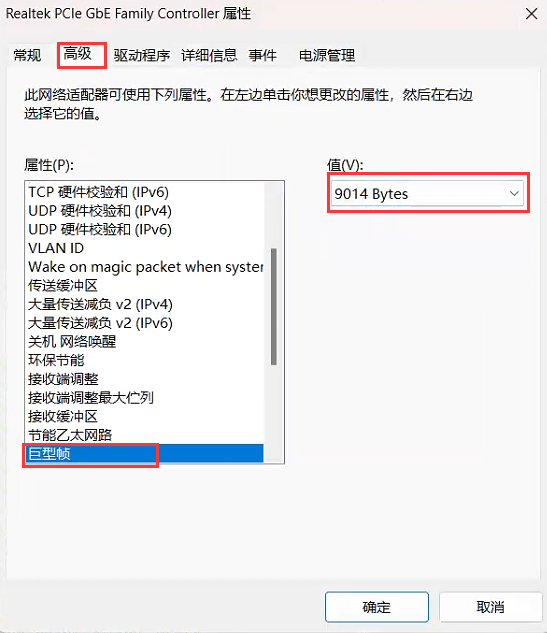 Realtek PCIe GbE Family Controller 属性
常规 高级 驱动程序 详细信息 事件 电源管理
此网络适配器可使用下列属性。在左边单击你想更改的属性，然后在右边
选择它的值。
属性(P): 值(V):
9014 Bytes
TCP 硬件校验和 (IPv6)
UDP 硬件校验和 (IPv4)
UDP 硬件校验和 (IPv6)
VLAN ID
Wake on magic packet when syster
传送缓冲区
大量传送减负 v2 (IPv4)
大量传送减负 v2 (IPv6)
关机 网络唤醒
环保节能
接收端调整
接收端调整最大伫列
接收缓冲区
节能乙太网路
巨型帧
确定 取消